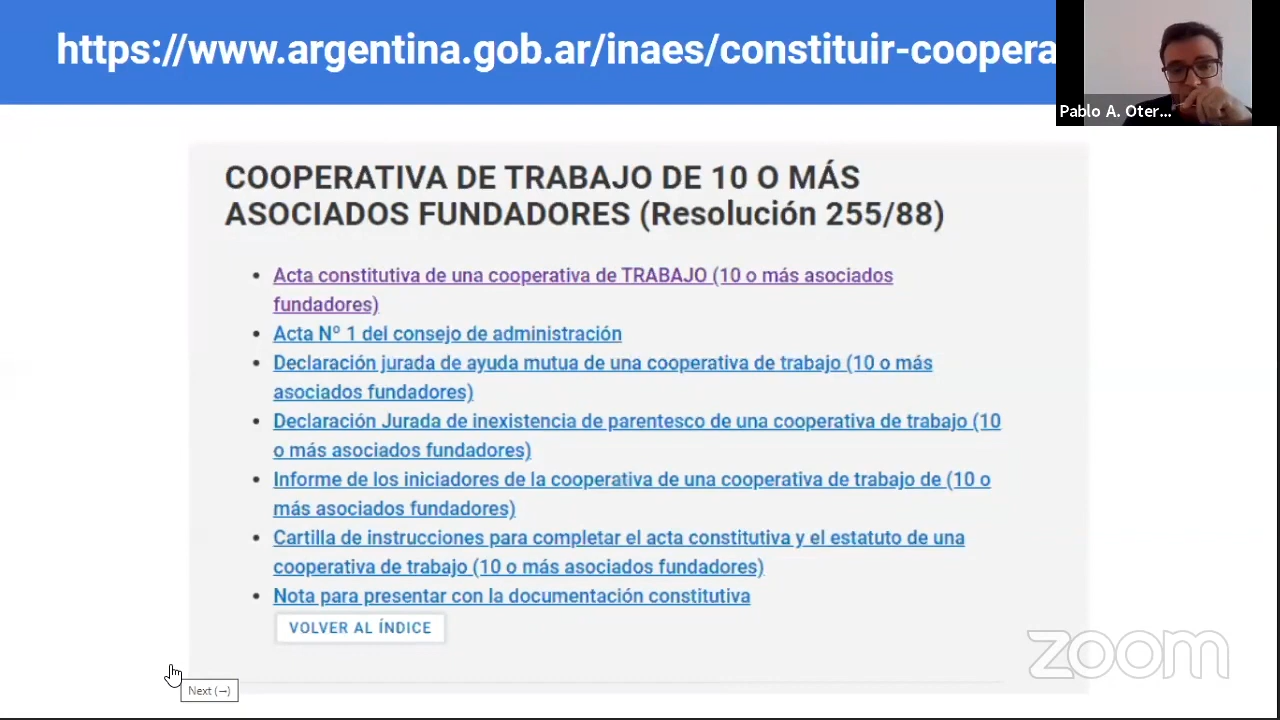 https://www.argentina.gob.ar/inaes/constituir-coopera
Pablo A. Oter...
COOPERATIVA DE TRABAJO DE 10 O MÁS
ASOCIADOS FUNDADORES (Resolución 255/88)
• Acta constitutiva de una cooperativa de TRABAJO (10 o más asociados
fundadores)
• Acta Nº 1 del consejo de administración
• Declaración jurada de ayuda mutua de una cooperativa de trabajo (10 o más
asociados fundadores)
• Declaración Jurada de inexistencia de parentesco de una cooperativa de trabajo (10
o más asociados fundadores)
• Informe de los iniciadores de la cooperativa de una cooperativa de trabajo de (10 o
más asociados fundadores)
• Cartilla de instrucciones para completar el acta constitutiva y el estatuto de una
cooperativa de trabajo (10 o más asociados fundadores)
• Nota para presentar con la documentación constitutiva
VOLVER AL ÍNDICE
zoom
Next (→)